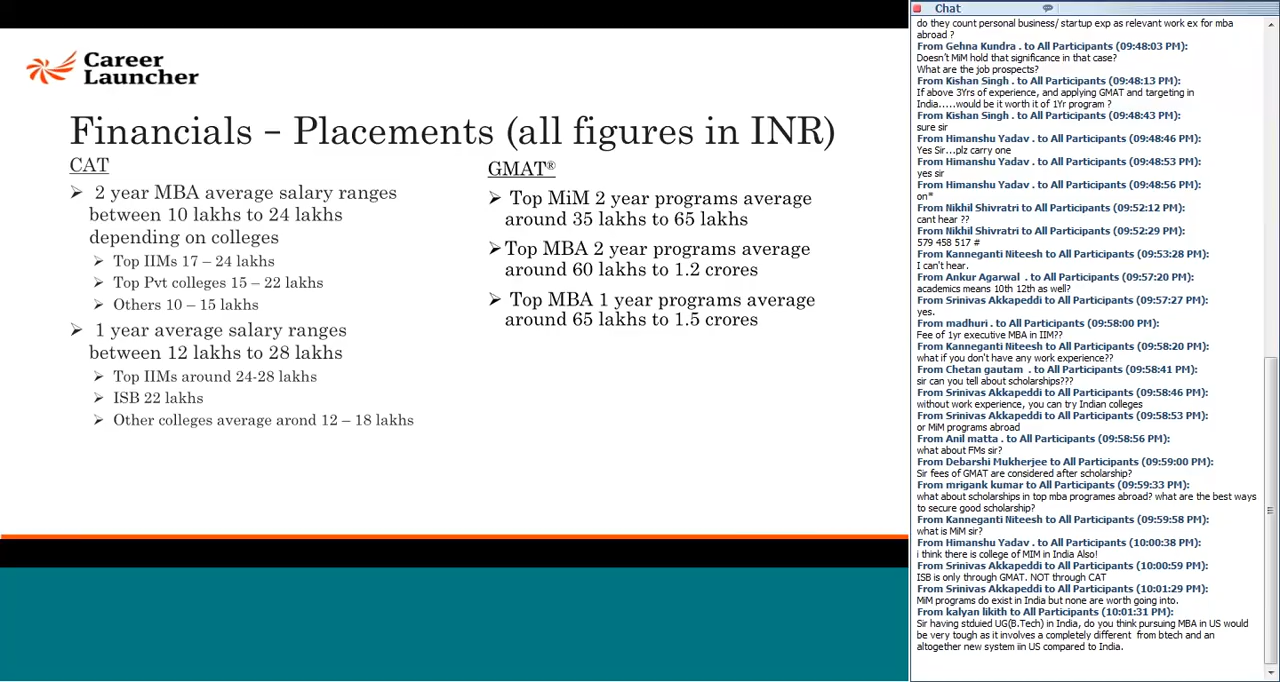 Career
Launcher
Financials – Placements (all figures in INR)
CAT
2 year MBA average salary ranges
between 10 lakhs to 24 lakhs
depending on colleges
Top IIMs 17 – 24 lakhs
Top Pvt colleges 15 – 22 lakhs
Others 10 – 15 lakhs
1 year average salary ranges
between 12 lakhs to 28 lakhs
Top IIMs around 24-28 lakhs
ISB 22 lakhs
Other colleges average arond 12 – 18 lakhs
GMAT®
Top MiM 2 year programs average
around 35 lakhs to 65 lakhs
Top MBA 2 year programs average
around 60 lakhs to 1.2 crores
Top MBA 1 year programs average
around 65 lakhs to 1.5 crores
Chat
do they count personal business/ startup exp as relevant work ex for mba
abroad ?
From Gehna Kundra . to All Participants (09:48:03 PM):
Doesn't MiM hold that significance in that case?
What are the job prospects?
From Kishan Singh . to All Participants (09:48:13 PM):
If above 3Yrs of experience, and applying GMAT and targeting in
India.....would be it worth it of 1Yr program ?
From Kishan Singh . to All Participants (09:48:43 PM):
sure sir
From Himanshu Yadav . to All Participants (09:48:46 PM):
Yes Sir...plz carry one
From Himanshu Yadav . to All Participants (09:48:53 PM):
yes sir
From Himanshu Yadav . to All Participants (09:48:56 PM):
on*
From Nikhil Shivratri to All Participants (09:52:12 PM):
cant hear ??
From Nikhil Shivratri to All Participants (09:52:29 PM):
579 458 517 #
From Kanneganti Niteesh to All Participants (09:53:28 PM):
I can't hear.
From Ankur Agarwal . to All Participants (09:57:20 PM):
academics means 10th 12th as well?
From Srinivas Akkapeddi to All Participants (09:57:27 PM):
yes.
From madhuri . to All Participants (09:58:00 PM):
Fee of 1yr executive MBA in IIM??
From Kanneganti Niteesh to All Participants (09:58:20 PM):
what if you don't have any work experience??
From Chetan gautam . to All Participants (09:58:41 PM):
sir can you tell about scholarships???
From Srinivas Akkapeddi to All Participants (09:58:46 PM):
without work experience, you can try Indian colleges
From Srinivas Akkapeddi to All Participants (09:58:53 PM):
or MiM programs abroad
From Anil matta . to All Participants (09:58:56 PM):
what about FMs sir?
From Debarshi Mukherjee to All Participants (09:59:00 PM):
Sir fees of GMAT are considered after scholarship?
From mrigank kumar to All Participants (09:59:33 PM):
what about scholarships in top mba programes abroad? what are the best ways
to secure good scholarship?
From Kanneganti Niteesh to All Participants (09:59:58 PM):
what is MiM sir?
From Himanshu Yadav . to All Participants (10:00:38 PM):
i think there is college of MIM in India Also!
From Srinivas Akkapeddi to All Participants (10:00:59 PM):
ISB is only through GMAT. NOT through CAT
From Srinivas Akkapeddi to All Participants (10:01:29 PM):
MiM programs do exist in India but none are worth going into.
From kalyan likith to All Participants (10:01:31 PM):
Sir having stduied UG(B.Tech) in India, do you think pursuing MBA in US would
be very tough as it involves a completely different from btech and an
altogether new system iin US compared to India.